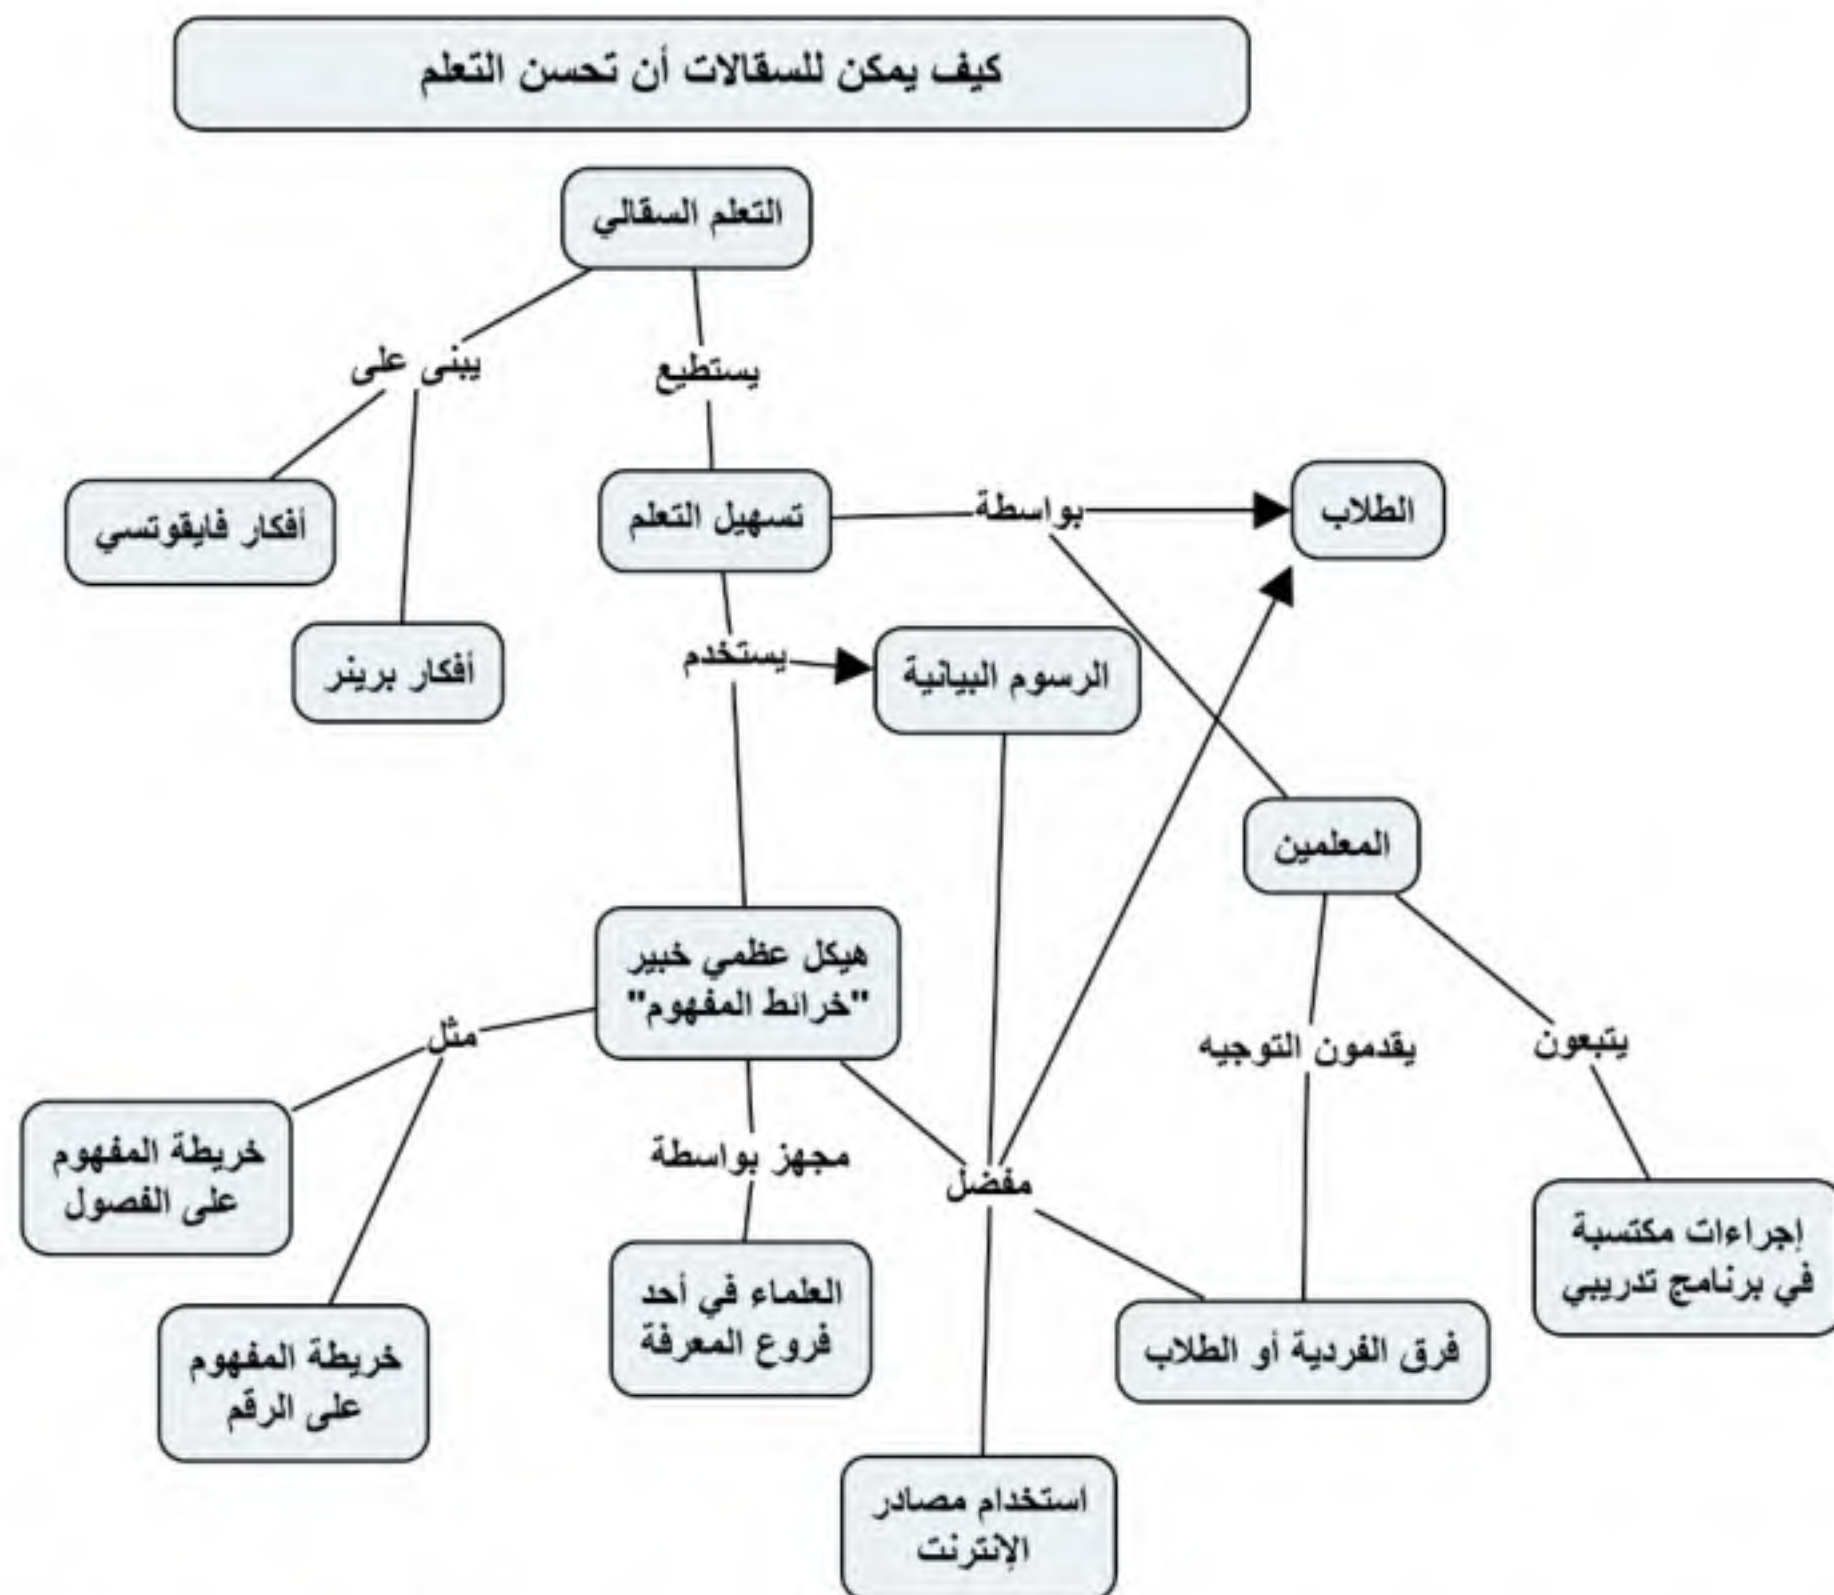 كيف يمكن للسقالات أن تحسن التعلم
التعلم السقالي
يبنى على
يستطيع
أفكار فايقوتسي
تسهيل التعلم
بواسطة
الطلاب
أفكار برينر
يستخدم
الرسوم البيانية
المعلمين
هيكل عظمي خبير
"خرائط المفهوم"
مثل
يقدمون التوجيه
يتبعون
خريطة المفهوم
على الفصول
مجهز بواسطة
مفضل
إجراءات مكتسبة
في برنامج تدريبي
العلماء في أحد
فروع المعرفة
فرق الفردية أو الطلاب
خريطة المفهوم
على الرقم
استخدام مصادر
الإنترنت